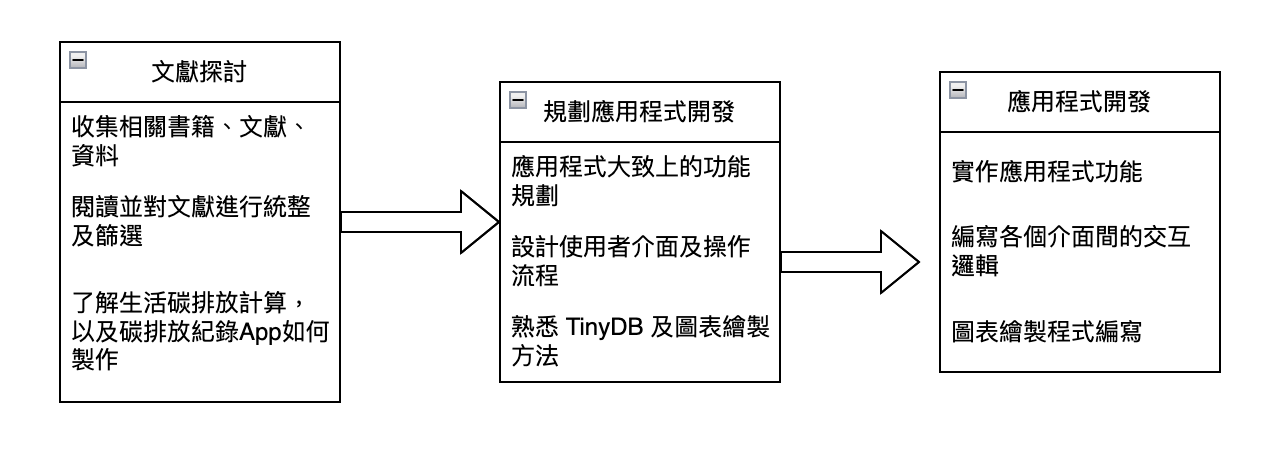 文獻探討
收集相關書籍、文獻、
資料
閱讀並對文獻進行統整
及篩選
了解生活碳排放計算，
以及碳排放紀錄App如何
製作
規劃應用程式開發
應用程式大致上的功能
規劃
設計使用者介面及操作
流程
熟悉 TinyDB 及圖表繪製
方法
應用程式開發
實作應用程式功能
編寫各個介面間的交互
邏輯
圖表繪製程式編寫